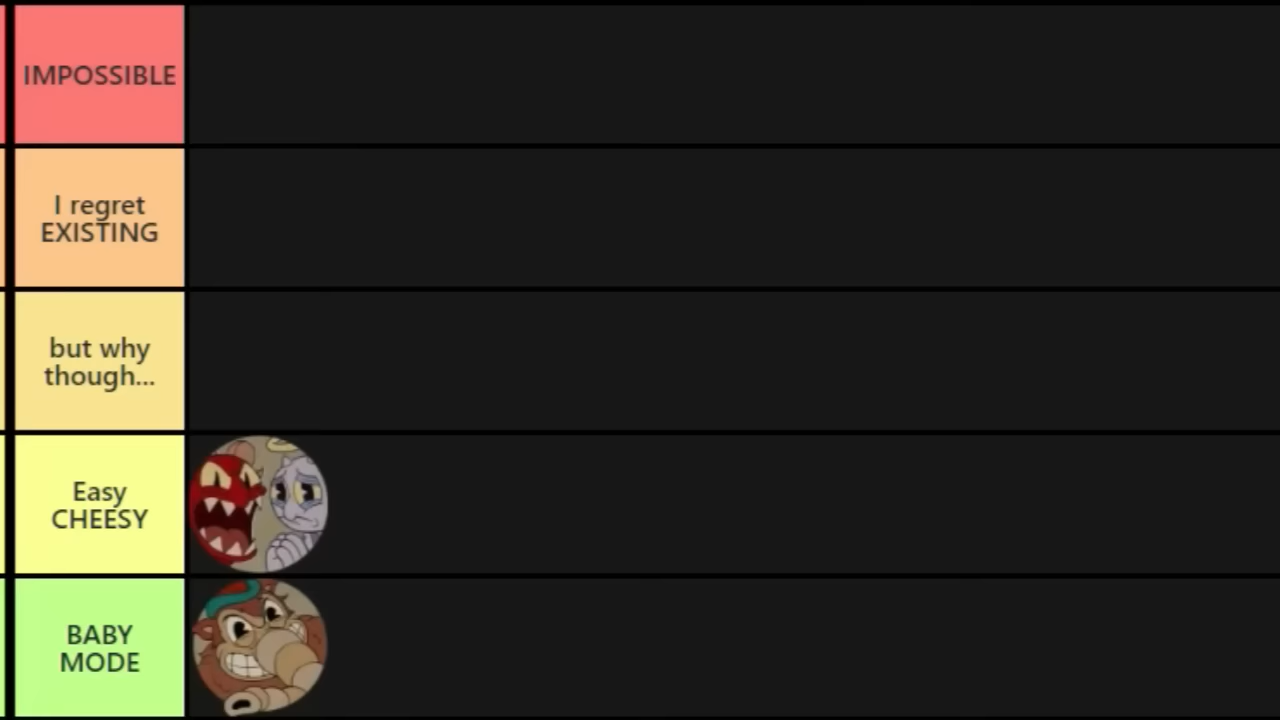 IMPOSSIBLE
I regret
EXISTING
but why
though...
Easy
CHEESY
BABY
MODE